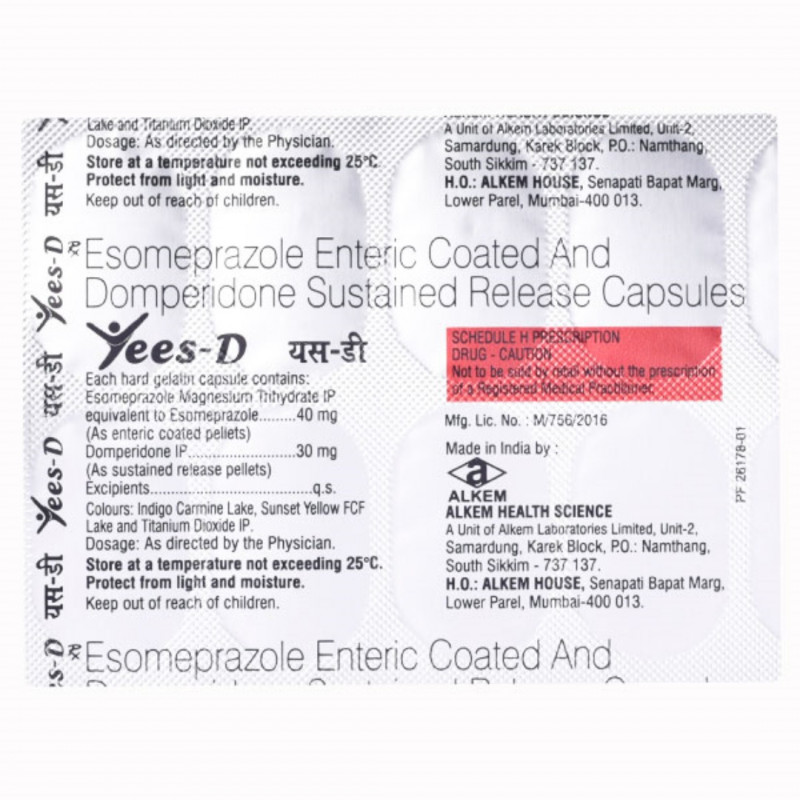 Lake and Titanium Dioxide IP.
Dosage: As directed by the Physician.
Store at a temperature not exceeding 25°C.
Protect from light and moisture.
Keep out of reach of children.
A Unit of Alkem Laboratories Limited, Unit-2,
Samardung, Karek Block, P.O.: Namthang,
South Sikkim - 737 137.
H.O.: ALKEM HOUSE, Senapati Bapat Marg,
Lower Parel, Mumbai-400 013.
Rx Esomeprazole Enteric Coated And
Domperidone Sustained Release Capsules
Yees-D यस-डी
Each hard gelatin capsule contains:
Esomeprazole Magnesium Trihydrate IP
equivalent to Esomeprazole.........40 mg
(As enteric coated pellets)
Domperidone IP..........................30 mg
(As sustained release pellets)
Excipients.......................................q.s.
Colours: Indigo Carmine Lake, Sunset Yellow FCF
Lake and Titanium Dioxide IP.
Dosage: As directed by the Physician.
Store at a temperature not exceeding 25°C.
Protect from light and moisture.
Keep out of reach of children.
SCHEDULE H PRESCRIPTION
DRUG - CAUTION
Not to be sold by retail without the prescription
of a Registered Medical Practitioner.
Mfg. Lic. No. : M/756/2016
Made in India by :
a
ALKEM
ALKEM HEALTH SCIENCE
A Unit of Alkem Laboratories Limited, Unit-2,
Samardung, Karek Block, P.O.: Namthang,
South Sikkim - 737 137.
H.O.: ALKEM HOUSE, Senapati Bapat Marg,
Lower Parel, Mumbai-400 013.
PF 26178-01
Rx Esomeprazole Enteric Coated And
s-D यस-डी Yees-D यस-डी Yees-D यस-डी